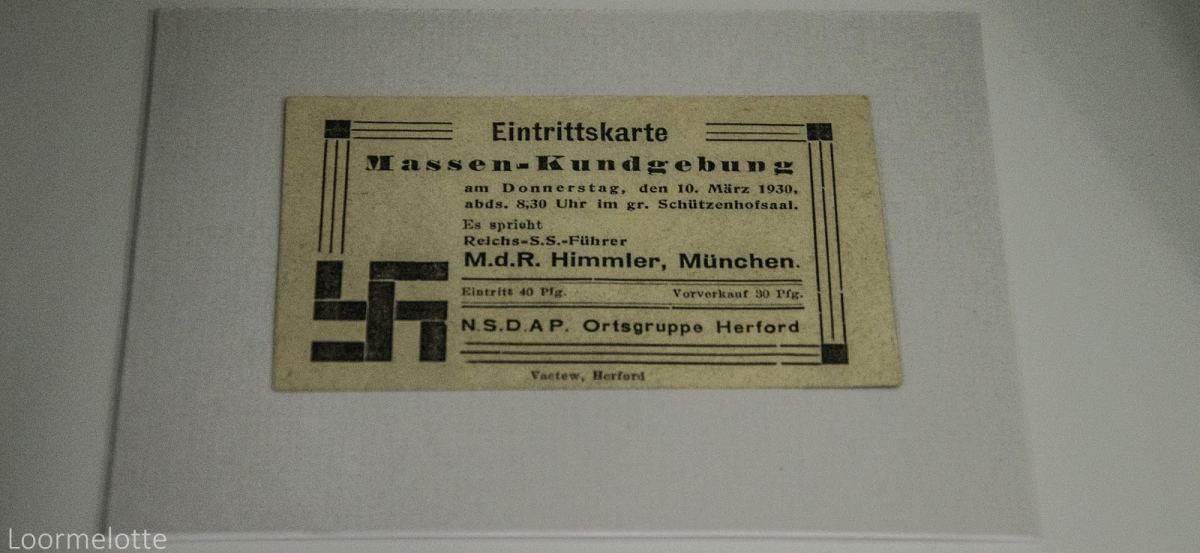 Eintrittskarte
Massen-Kundgebung
am Donnerstag, den 10. März 1930,
abds. 8,30 Uhr im gr. Schützenhofsaal.
Es spricht
Reichs-S.S.-Führer
M.d.R. Himmler, München.
Eintritt 40 Pfg. Vorverkauf 30 Pfg.
N.S.D.A P. Ortsgruppe Herford
Vactew, Herford
Loormelotte